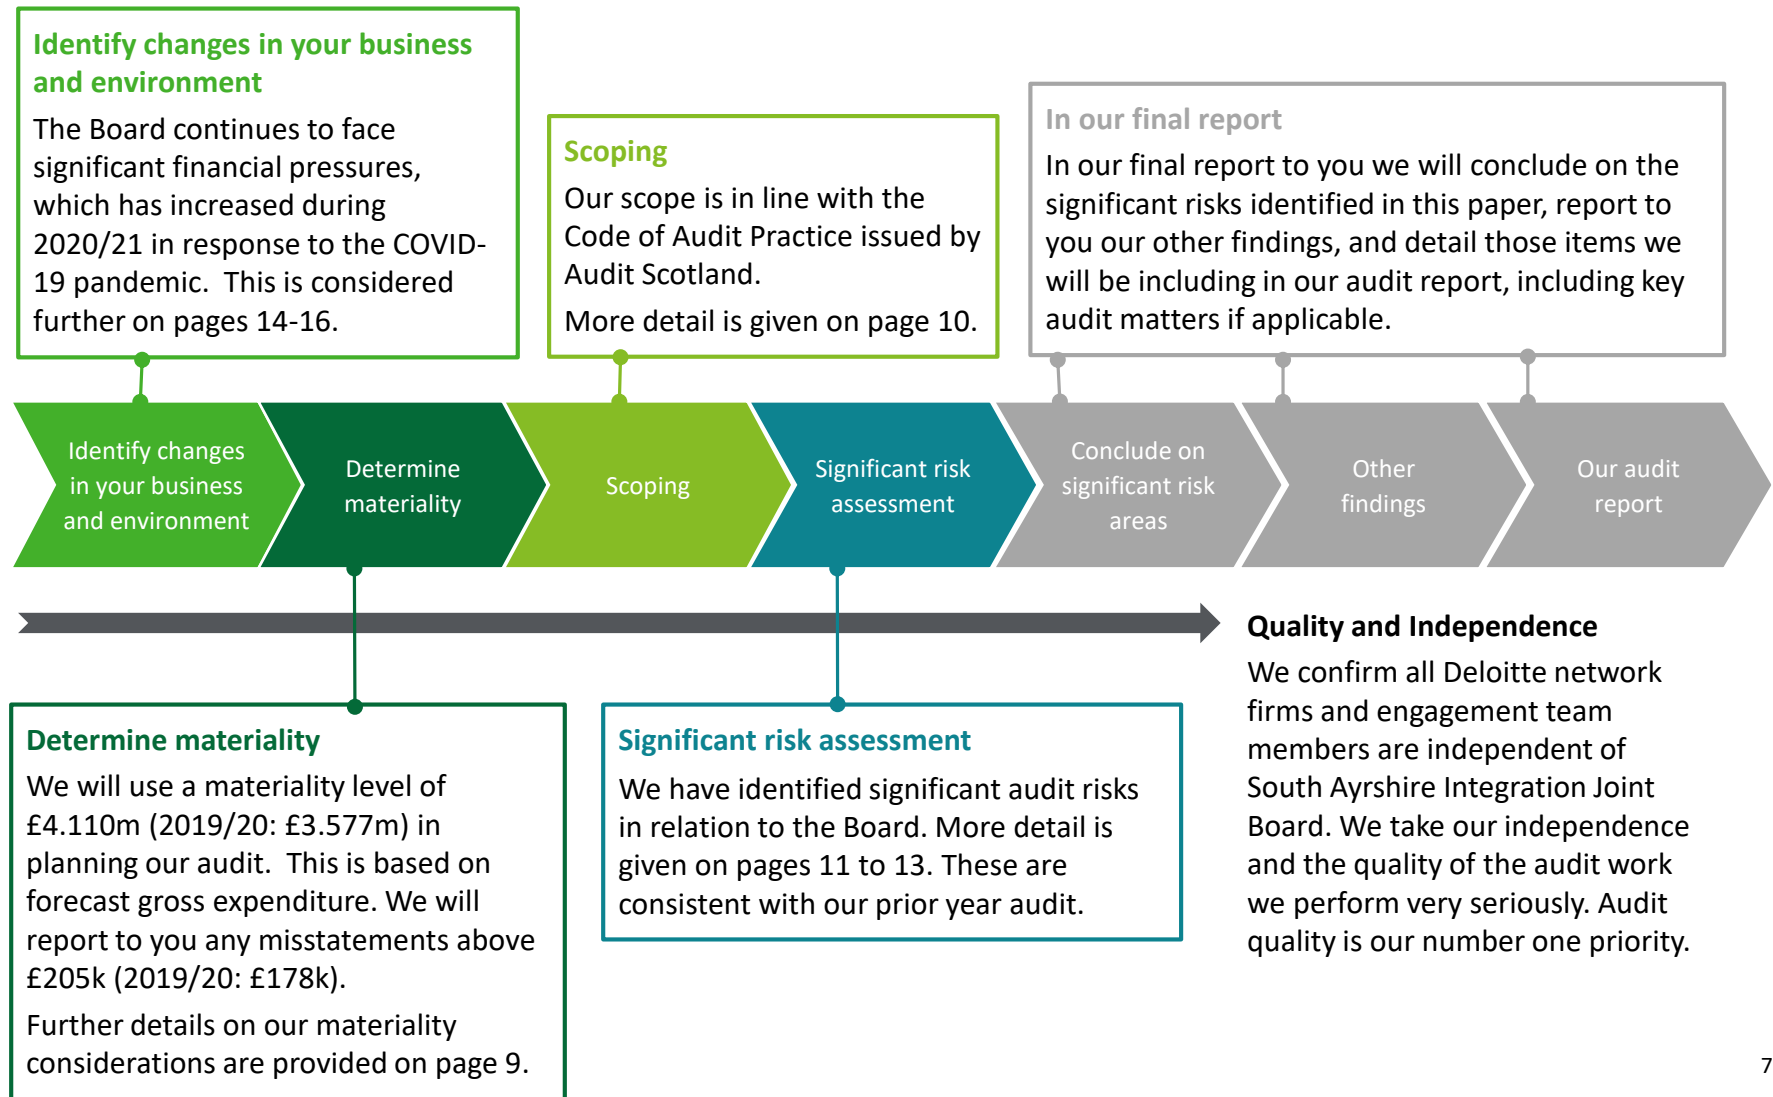 Identify changes in your business
and environment
The Board continues to face
significant financial pressures,
which has increased during
2020/21 in response to the COVID-
19 pandemic.  This is considered
further on pages 14-16.
Scoping
Our scope is in line with the
Code of Audit Practice issued by
Audit Scotland.
More detail is given on page 10.
In our final report
In our final report to you we will conclude on the
significant risks identified in this paper, report to
you our other findings, and detail those items we
will be including in our audit report, including key
audit matters if applicable.
Identify changes
in your business
and environment
Determine
materiality
Scoping
Significant risk
assessment
Conclude on
significant risk
areas
Other
findings
Our audit
report
Determine materiality
We will use a materiality level of
£4.110m (2019/20: £3.577m) in
planning our audit.  This is based on
forecast gross expenditure. We will
report to you any misstatements above
£205k (2019/20: £178k).
Further details on our materiality
considerations are provided on page 9.
Significant risk assessment
We have identified significant audit risks
in relation to the Board. More detail is
given on pages 11 to 13. These are
consistent with our prior year audit.
Quality and Independence
We confirm all Deloitte network
firms and engagement team
members are independent of
South Ayrshire Integration Joint
Board. We take our independence
and the quality of the audit work
we perform very seriously. Audit
quality is our number one priority.
7